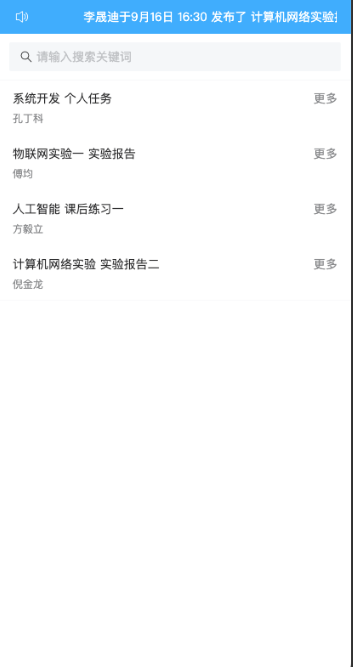 李晟迪于9月16日 16:30 发布了 计算机网络实验
请输入搜索关键词
系统开发 个人任务 更多
孔丁科
物联网实验一 实验报告 更多
傅均
人工智能 课后练习一 更多
方毅立
计算机网络实验 实验报告二 更多
倪金龙